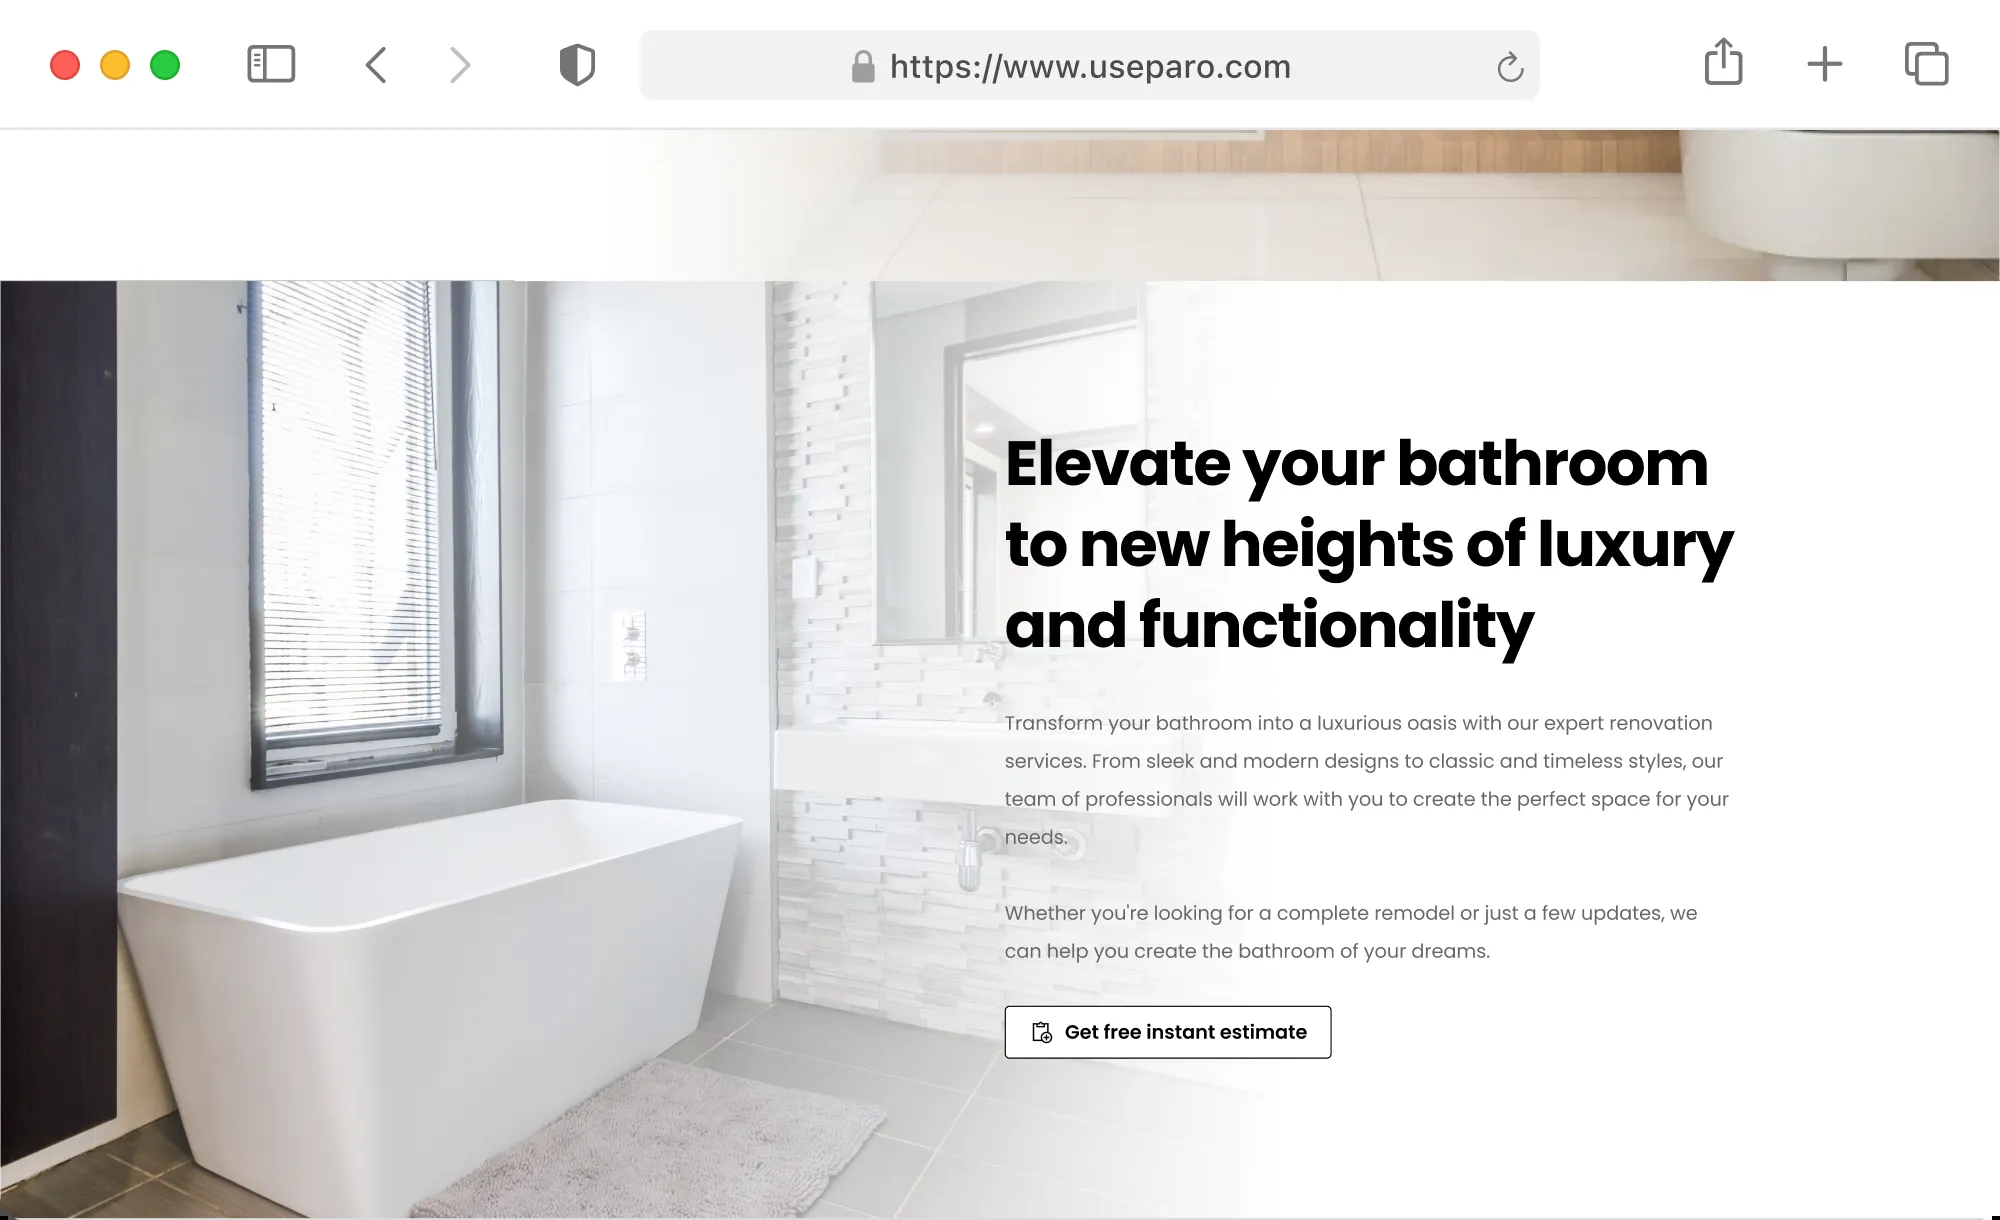 https://www.useparo.com
Elevate your bathroom
to new heights of luxury
and functionality
Transform your bathroom into a luxurious oasis with our expert renovation
services. From sleek and modern designs to classic and timeless styles, our
team of professionals will work with you to create the perfect space for your
needs.
Whether you're looking for a complete remodel or just a few updates, we
can help you create the bathroom of your dreams.
Get free instant estimate